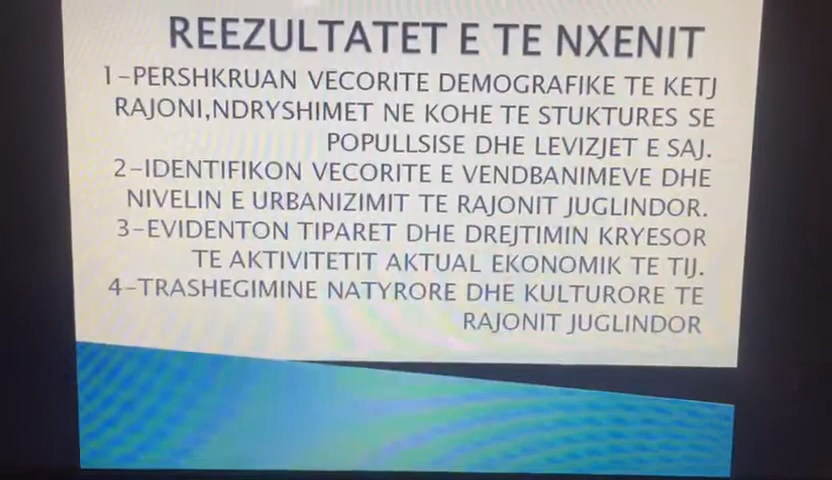 REEZULTATET E TE NXENIT
1-PERSHKRUAN VECORITE DEMOGRAFIKE TE KETJ
RAJONI,NDRYSHIMET NE KOHE TE STUKTURES SE
POPULLSISE DHE LEVIZJET E SAJ.
2-IDENTIFIKON VECORITE E VENDBANIMEVE DHE
NIVELIN E URBANIZIMIT TE RAJONIT JUGLINDOR.
3-EVIDENTON TIPARET DHE DREJTIMIN KRYESOR
TE AKTIVITETIT AKTUAL EKONOMIK TE TIJ.
4-TRASHEGIMINE NATYRORE DHE KULTURORE TE
RAJONIT JUGLINDOR